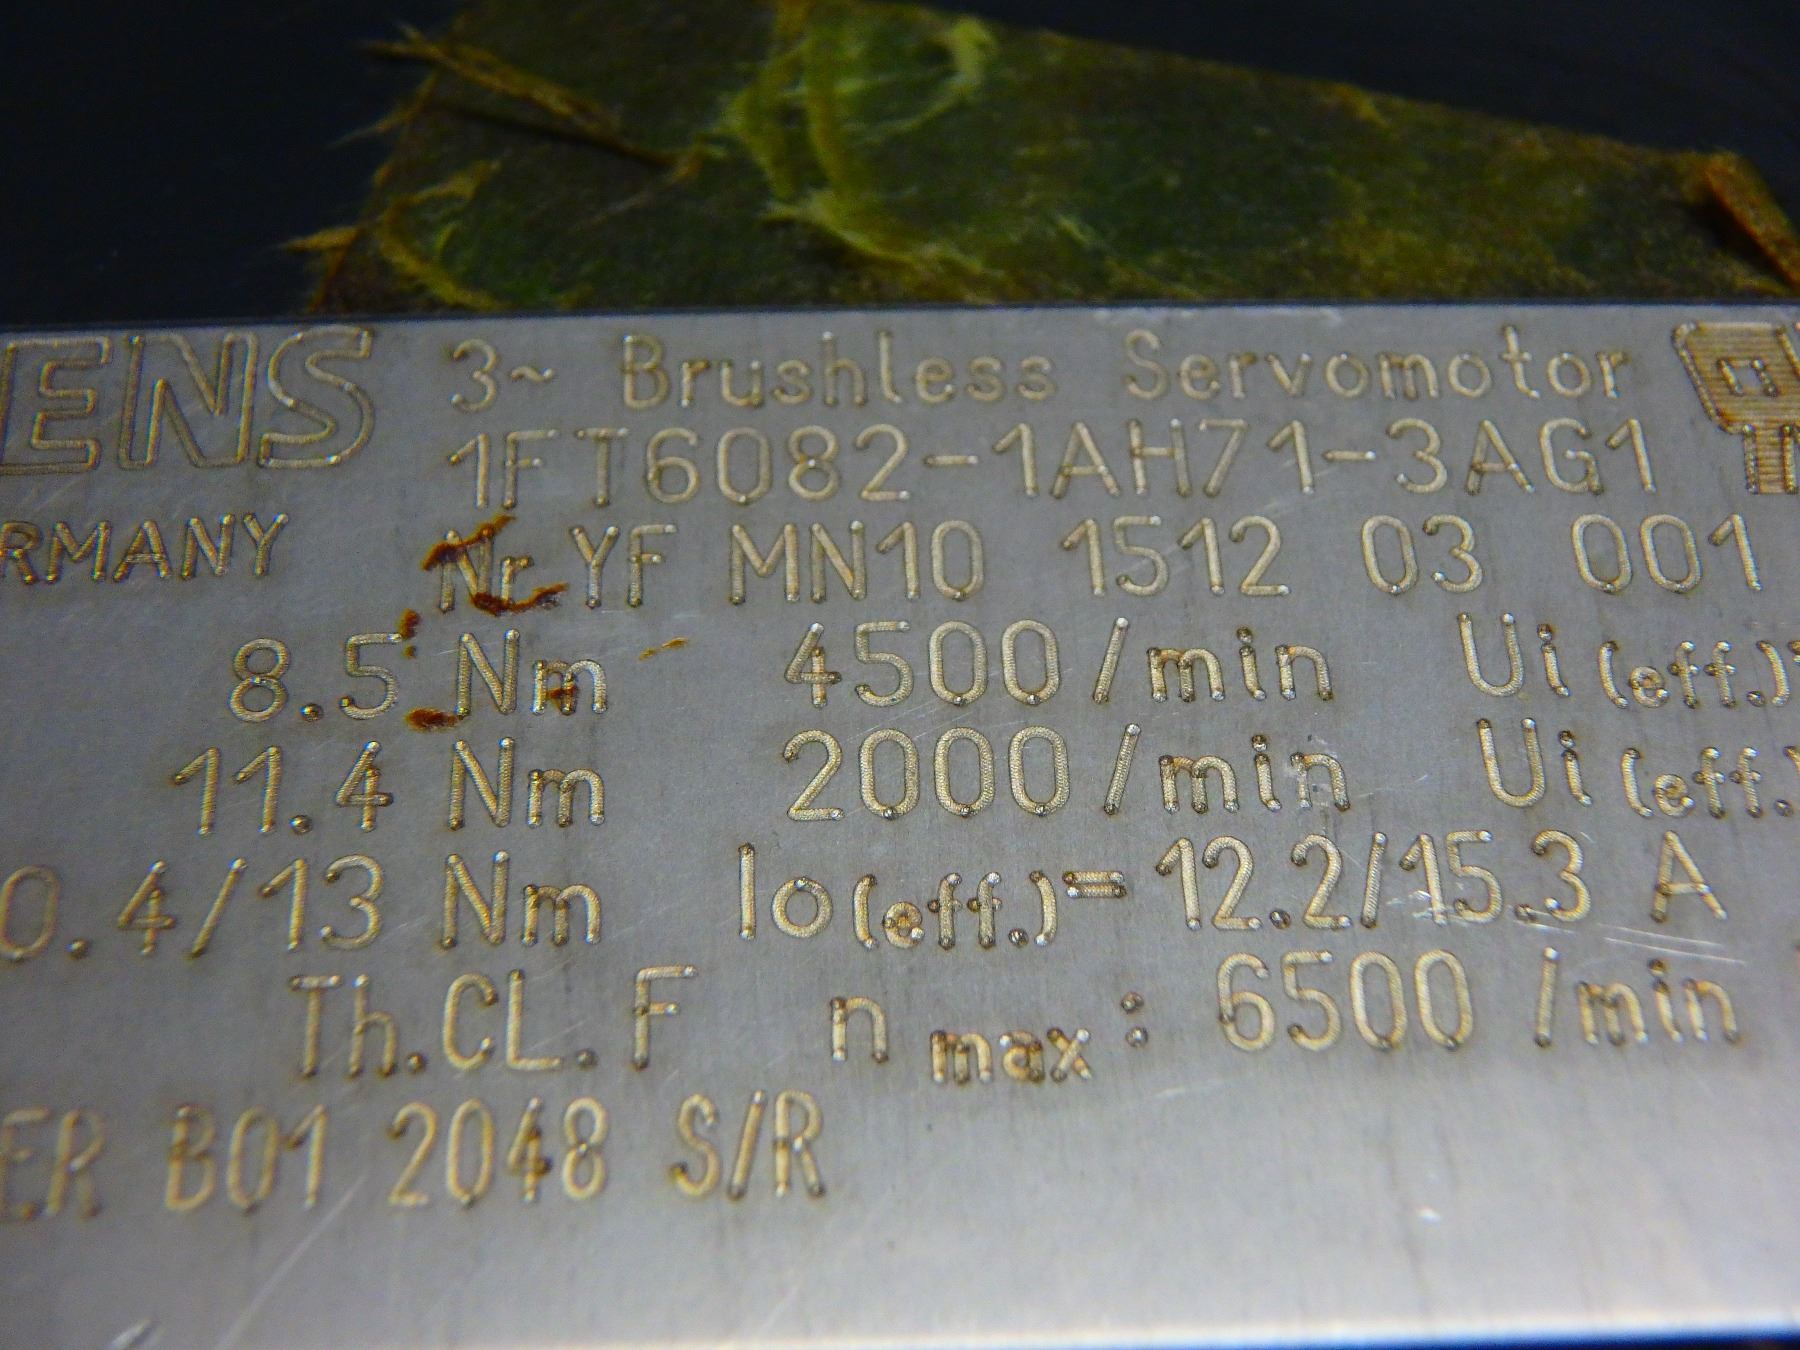 ENS 3~ Brushless Servomotor
1FT6082-1AH71-3AG1
RMANY Nr. YF MN10 1512 03 001
8.5 Nm 4500/min Ui(eff.)
11.4 Nm 2000/min Ui(eff.)
0.4/13 Nm Io(eff.)= 12.2/15.3 A
Th.CL.F n max: 6500 /min
ER B01 2048 S/R